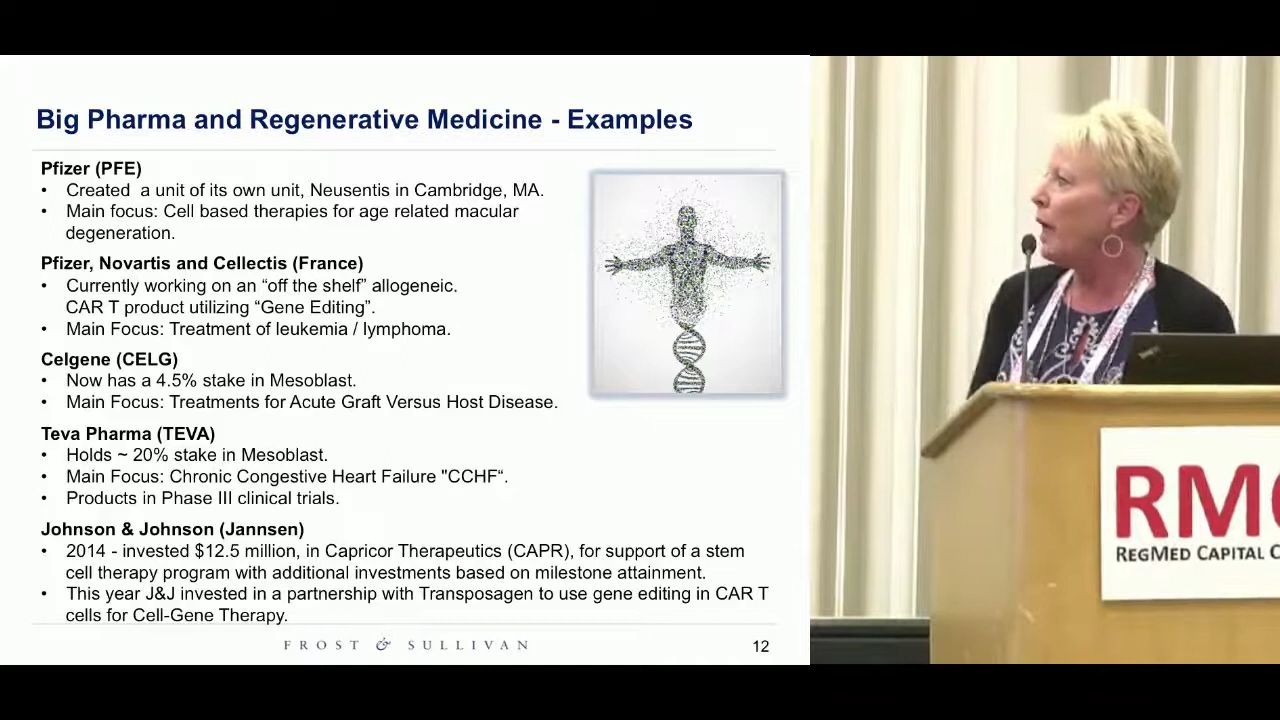 Big Pharma and Regenerative Medicine - Examples
Pfizer (PFE)
• Created a unit of its own unit, Neusentis in Cambridge, MA.
• Main focus: Cell based therapies for age related macular
degeneration.
Pfizer, Novartis and Cellectis (France)
• Currently working on an “off the shelf” allogeneic.
CAR T product utilizing “Gene Editing”.
• Main Focus: Treatment of leukemia / lymphoma.
Celgene (CELG)
• Now has a 4.5% stake in Mesoblast.
• Main Focus: Treatments for Acute Graft Versus Host Disease.
Teva Pharma (TEVA)
• Holds ~ 20% stake in Mesoblast.
• Main Focus: Chronic Congestive Heart Failure "CCHF“.
• Products in Phase III clinical trials.
Johnson & Johnson (Jannsen)
• 2014 - invested $12.5 million, in Capricor Therapeutics (CAPR), for support of a stem
cell therapy program with additional investments based on milestone attainment.
• This year J&J invested in a partnership with Transposagen to use gene editing in CAR T
cells for Cell-Gene Therapy.
FROST & SULLIVAN
12
RM
REGMED CAPITAL C